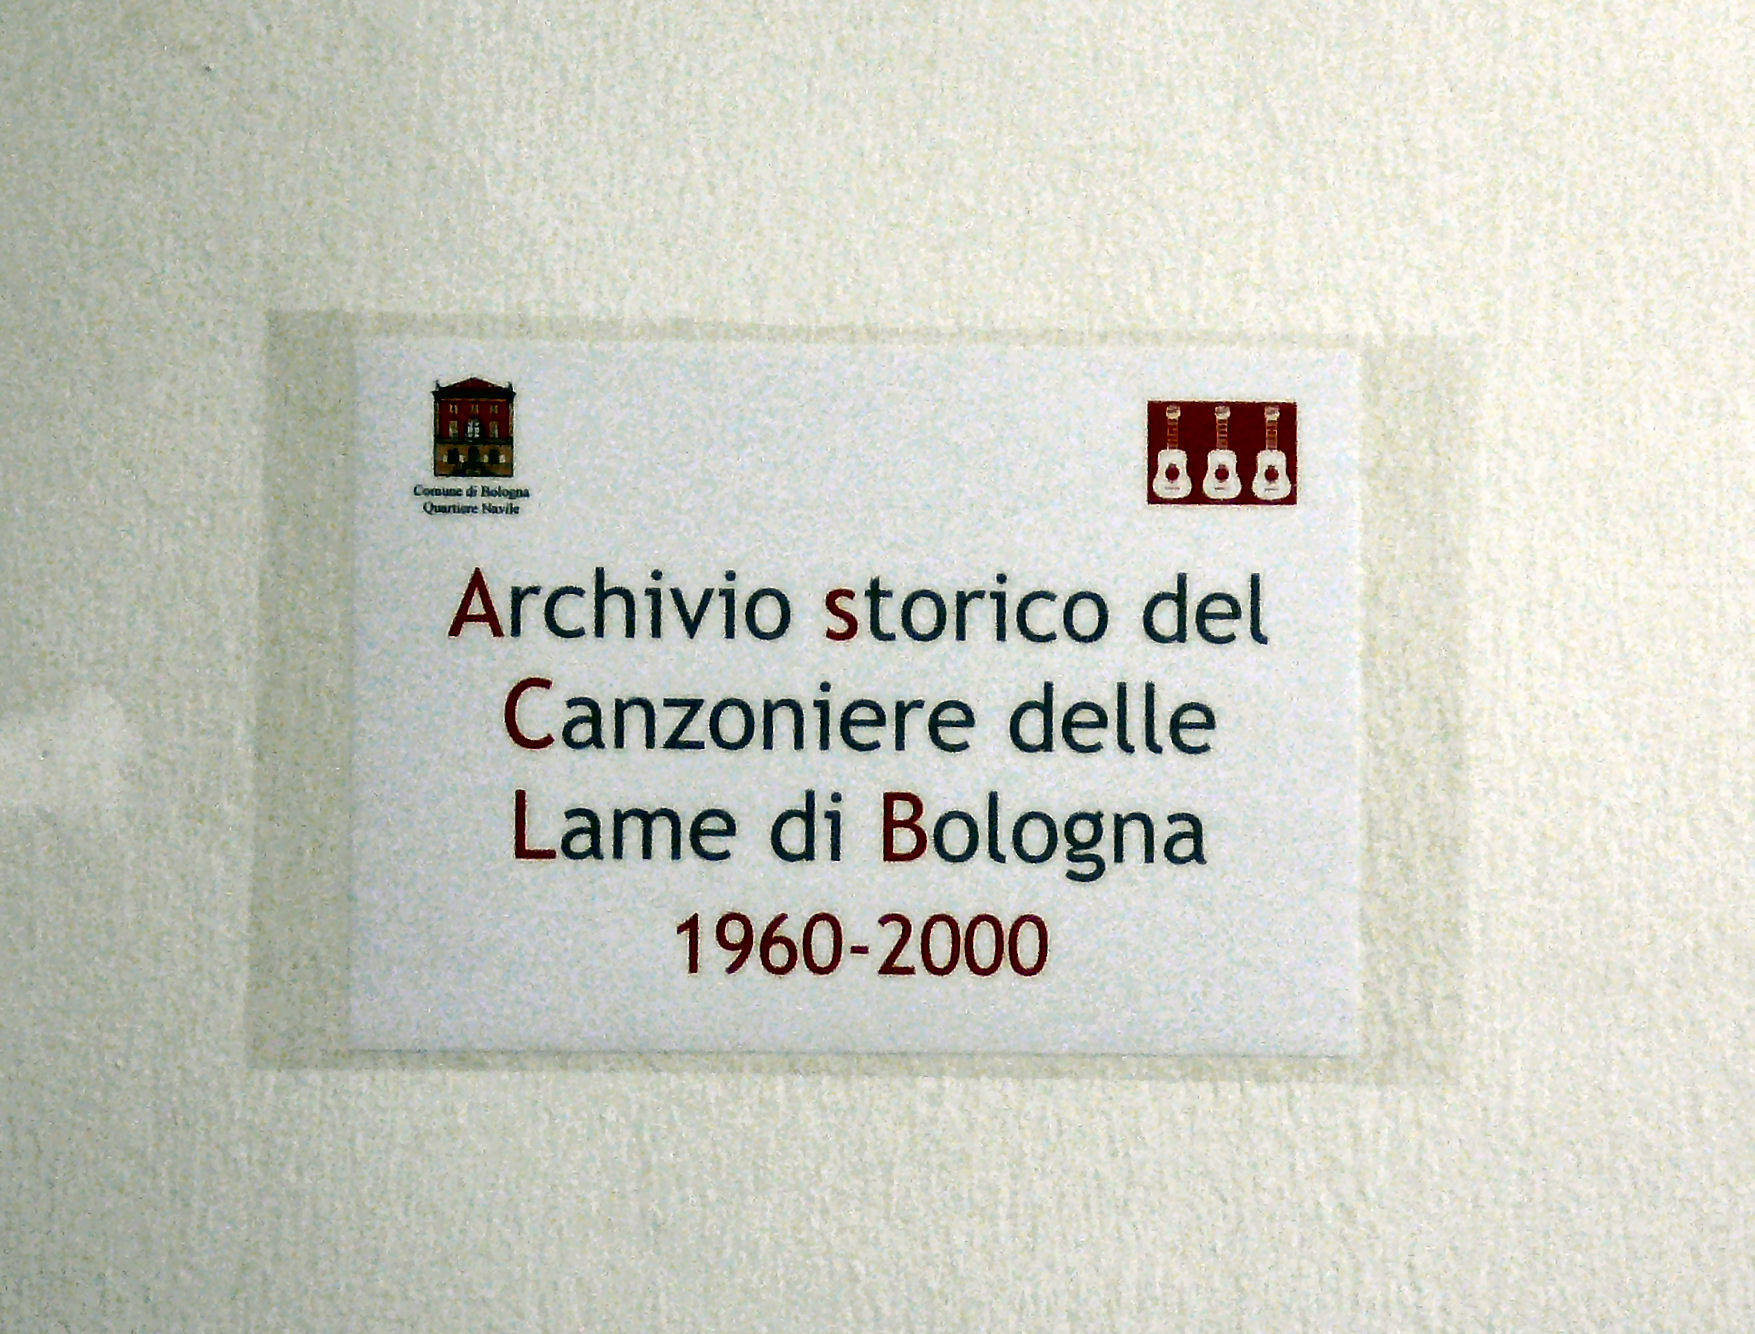 Comune di Bologna
Quartiere Navile
Archivio storico del
Canzoniere delle
Lame di Bologna
1960-2000